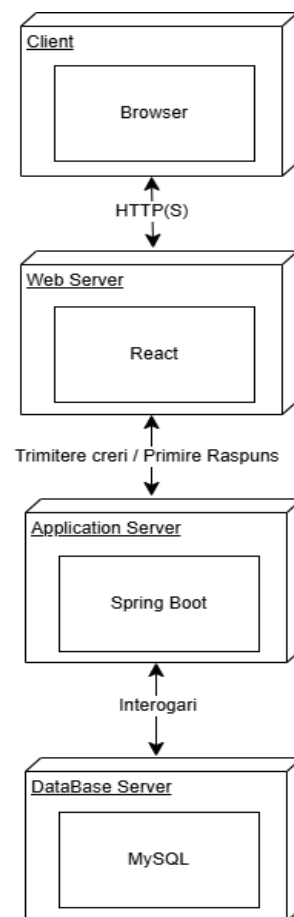 Client
Browser
HTTP(S)
Web Server
React
Trimitere creri / Primire Raspuns
Application Server
Spring Boot
Interogari
DataBase Server
MySQL